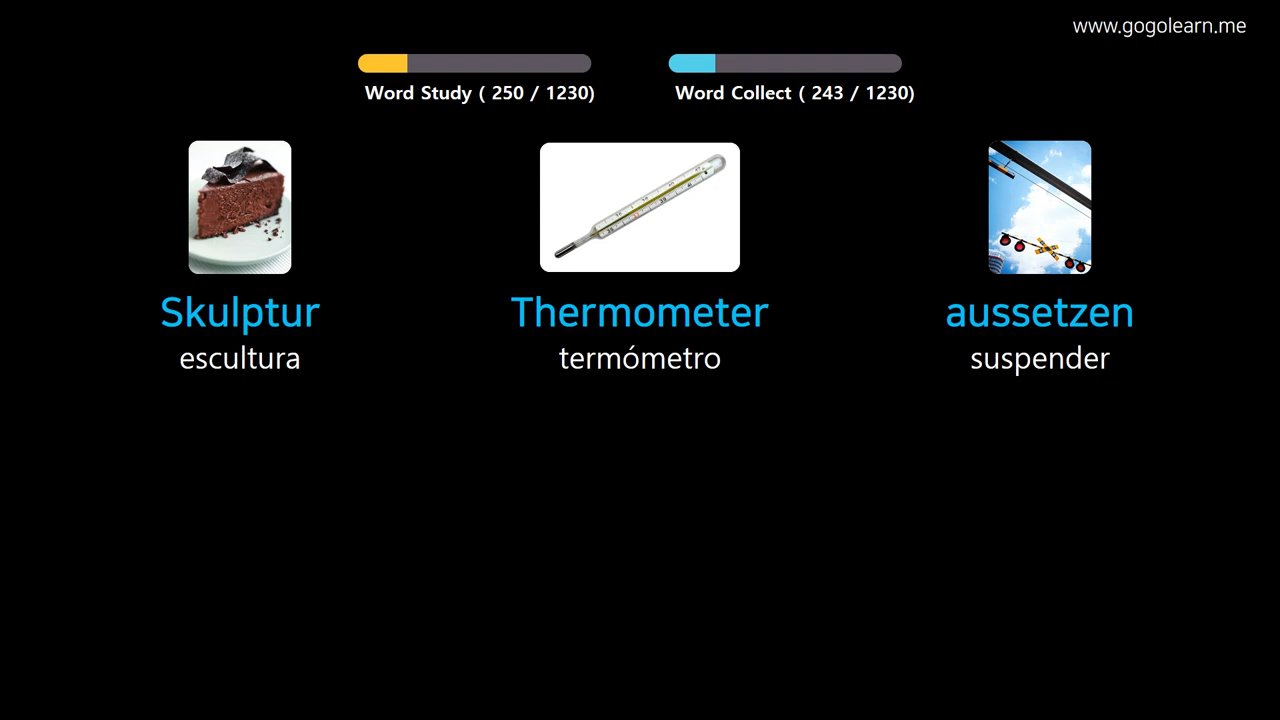 www.gogolearn.me
Word Study ( 250 / 1230)
Word Collect ( 243 / 1230)
Skulptur
escultura
Thermometer
termómetro
aussetzen
suspender